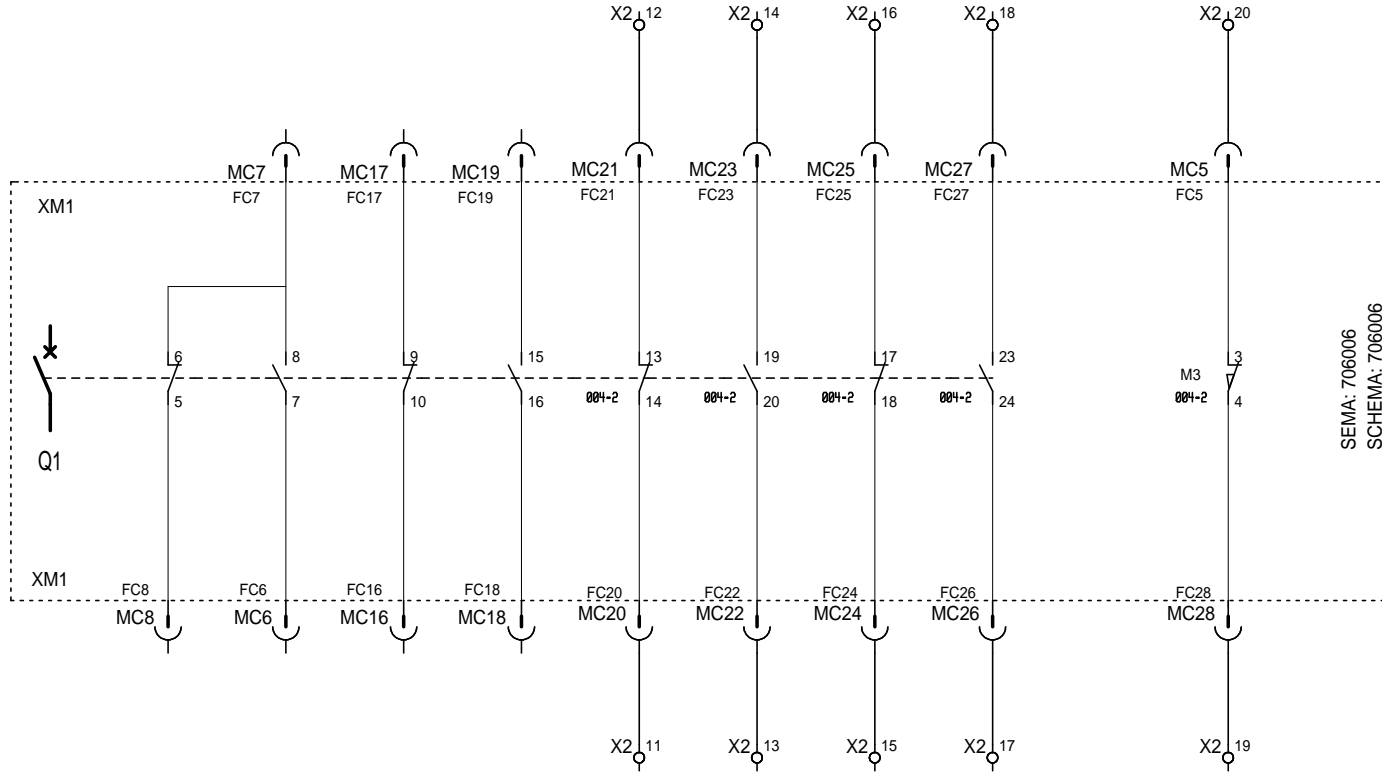 X2 12 X2 14 X2 16 X2 18 X2 20
MC7 MC17 MC19 MC21 MC23 MC25 MC27 MC5
FC7 FC17 FC19 FC21 FC23 FC25 FC27 FC5
XM1
6 8 9 15 13 19 17 23 3
M3
004-2 004-2 004-2 004-2 004-2
5 7 10 16 14 20 18 24 4
Q1
SEMA: 706006
SCHEMA: 706006
XM1
FC8 FC6 FC16 FC18 FC20 FC22 FC24 FC26 FC28
MC8 MC6 MC16 MC18 MC20 MC22 MC24 MC26 MC28
X2 11 X2 13 X2 15 X2 17 X2 19